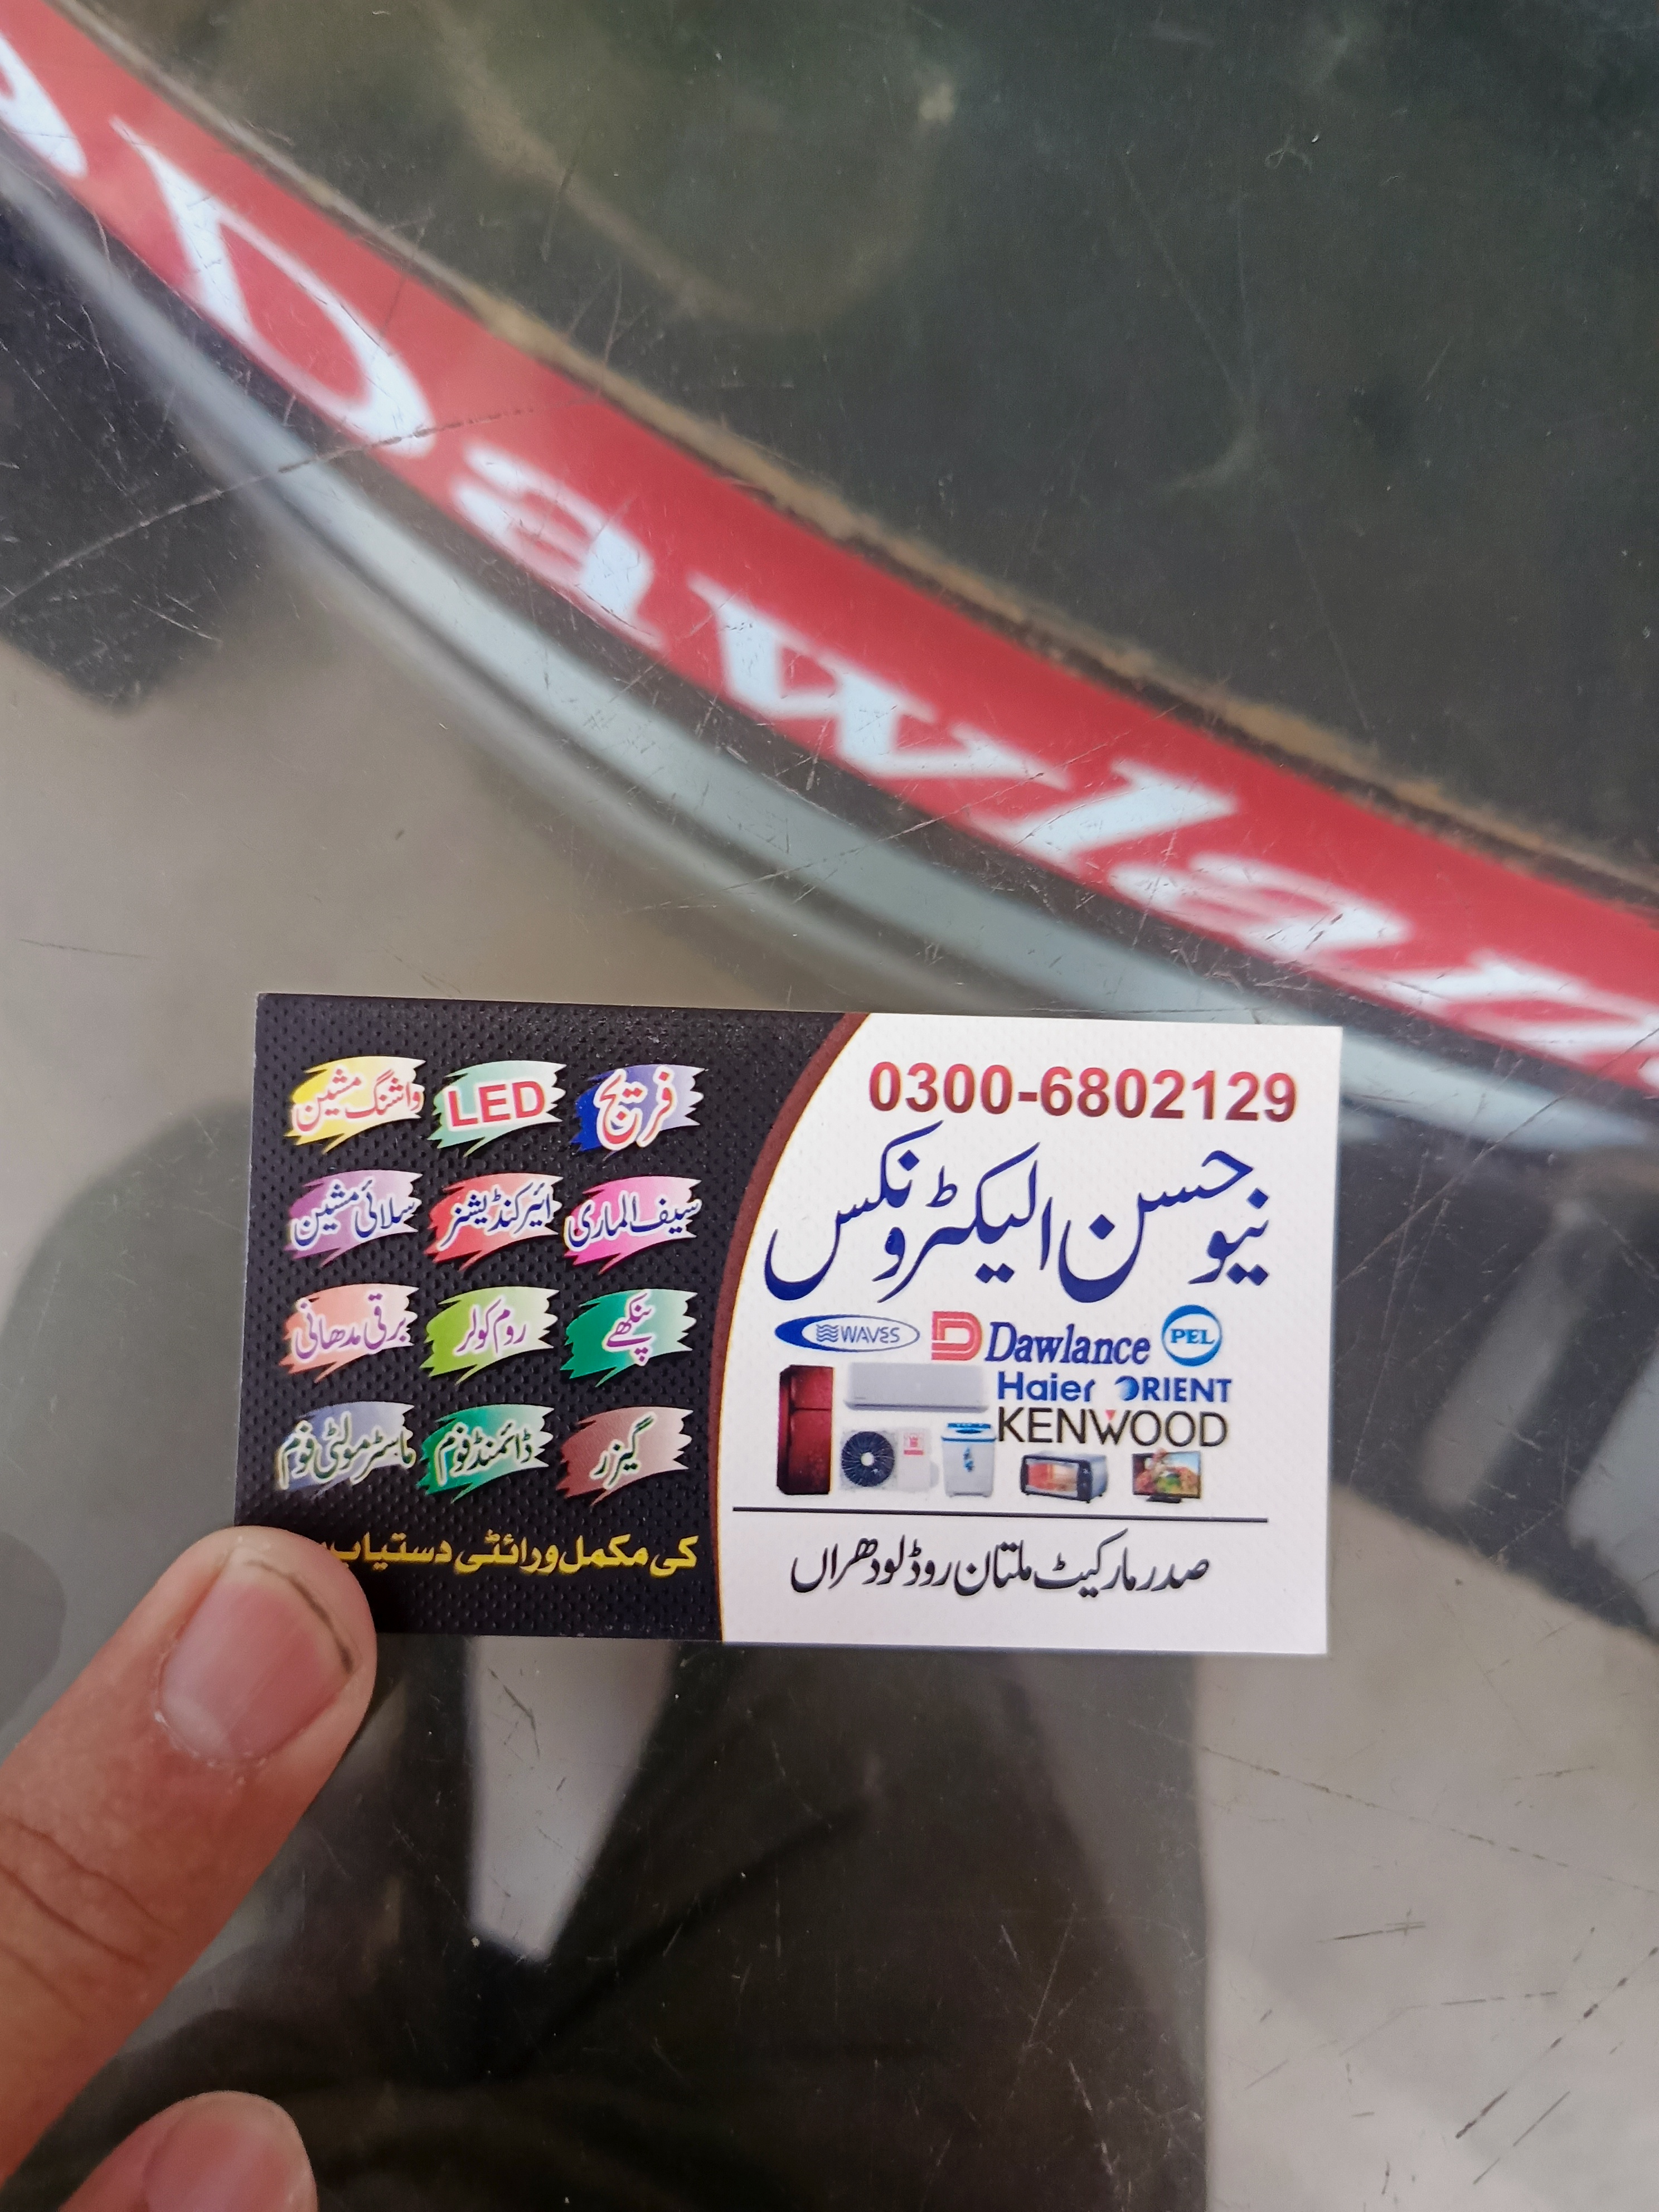 Dawlan
0300-6802129
نیو حسن الیکٹرونکس
WAVES Dawlance PEL
Haier ORIENT
KENWOOD
صدر مارکیٹ ملتان روڈ لودھراں
فریج LED واشنگ مشین
سیف الماری ائیرکنڈیشنر سلائی مشین
پنکھے روم کولر برقی مدھانی
گیزر ڈائمنڈ فوم ماسٹر مولٹی فوم
کی مکمل ورائٹی دستیاب